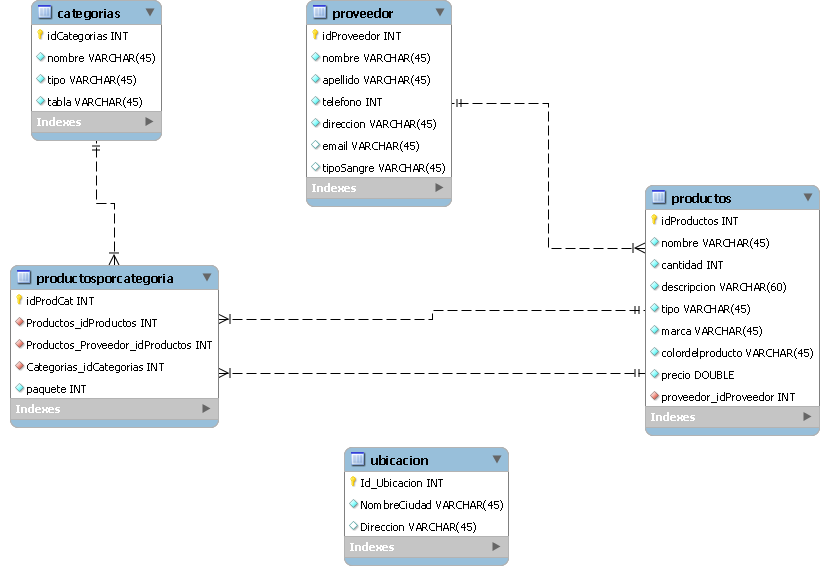 categorias
idCategorias INT
nombre VARCHAR(45)
tipo VARCHAR(45)
tabla VARCHAR(45)
Indexes
proveedor
idProveedor INT
nombre VARCHAR(45)
apellido VARCHAR(45)
telefono INT
direccion VARCHAR(45)
email VARCHAR(45)
tipoSangre VARCHAR(45)
Indexes
productos
idProductos INT
nombre VARCHAR(45)
cantidad INT
descripcion VARCHAR(60)
tipo VARCHAR(45)
marca VARCHAR(45)
colordelproducto VARCHAR(45)
precio DOUBLE
proveedor_idProveedor INT
Indexes
productosporcategoria
idProdCat INT
Productos_idProductos INT
Productos_Proveedor_idProductos INT
Categorias_idCategorias INT
paquete INT
Indexes
ubicacion
Id_Ubicacion INT
NombreCiudad VARCHAR(45)
Direccion VARCHAR(45)
Indexes